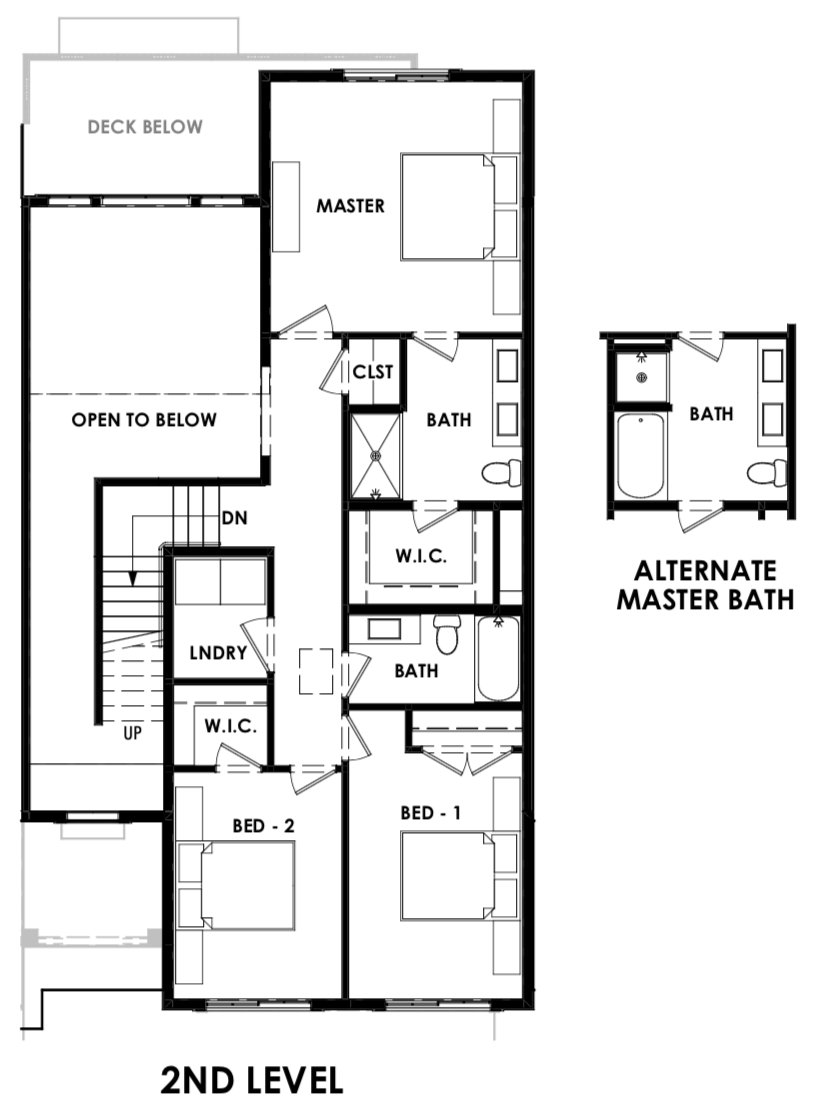 DECK BELOW
MASTER
CLST
OPEN TO BELOW
BATH
BATH
DN
W.I.C.
ALTERNATE
MASTER BATH
LNDRY
BATH
W.I.C.
UP
BED - 2
BED - 1
2ND LEVEL